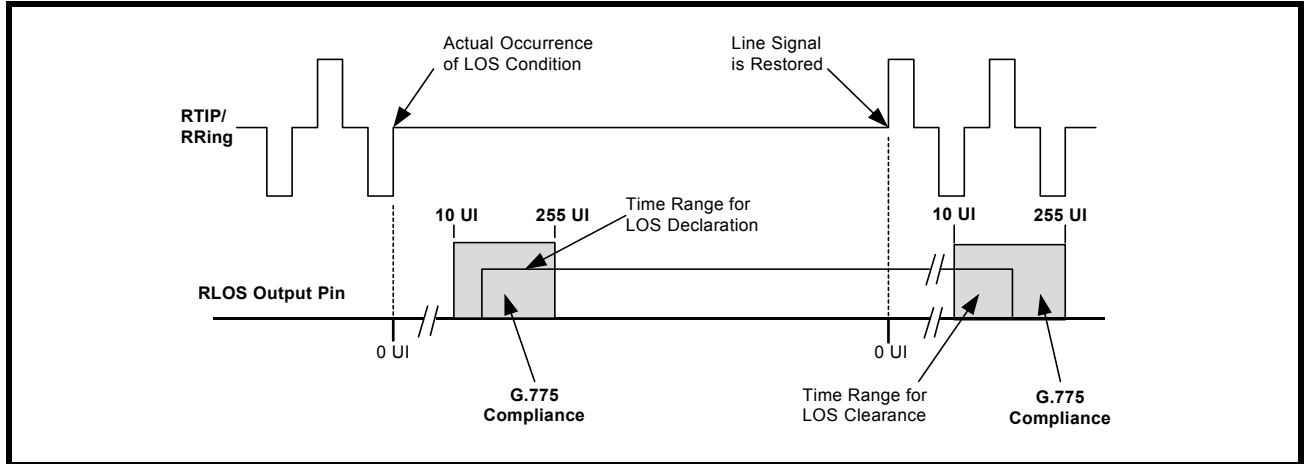 Actual Occurrence
of LOS Condition
Line Signal
is Restored
RTIP/
RRing
Time Range for
LOS Declaration
10 UI
255 UI
10 UI
255 UI
RLOS Output Pin
0 UI
0 UI
G.775
Compliance
Time Range for
LOS Clearance
G.775
Compliance